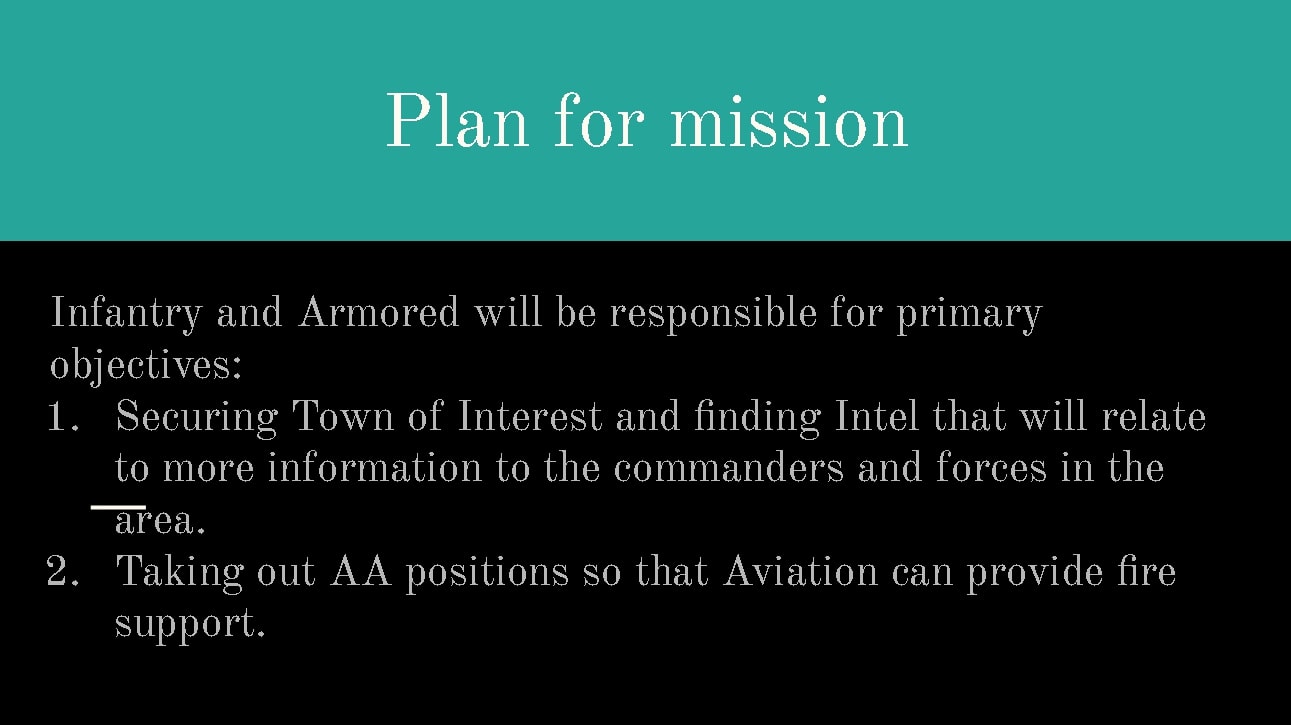 Plan for mission
Infantry and Armored will be responsible for primary
objectives:
1. Securing Town of Interest and finding Intel that will relate
to more information to the commanders and forces in the
area.
2. Taking out AA positions so that Aviation can provide fire
support.